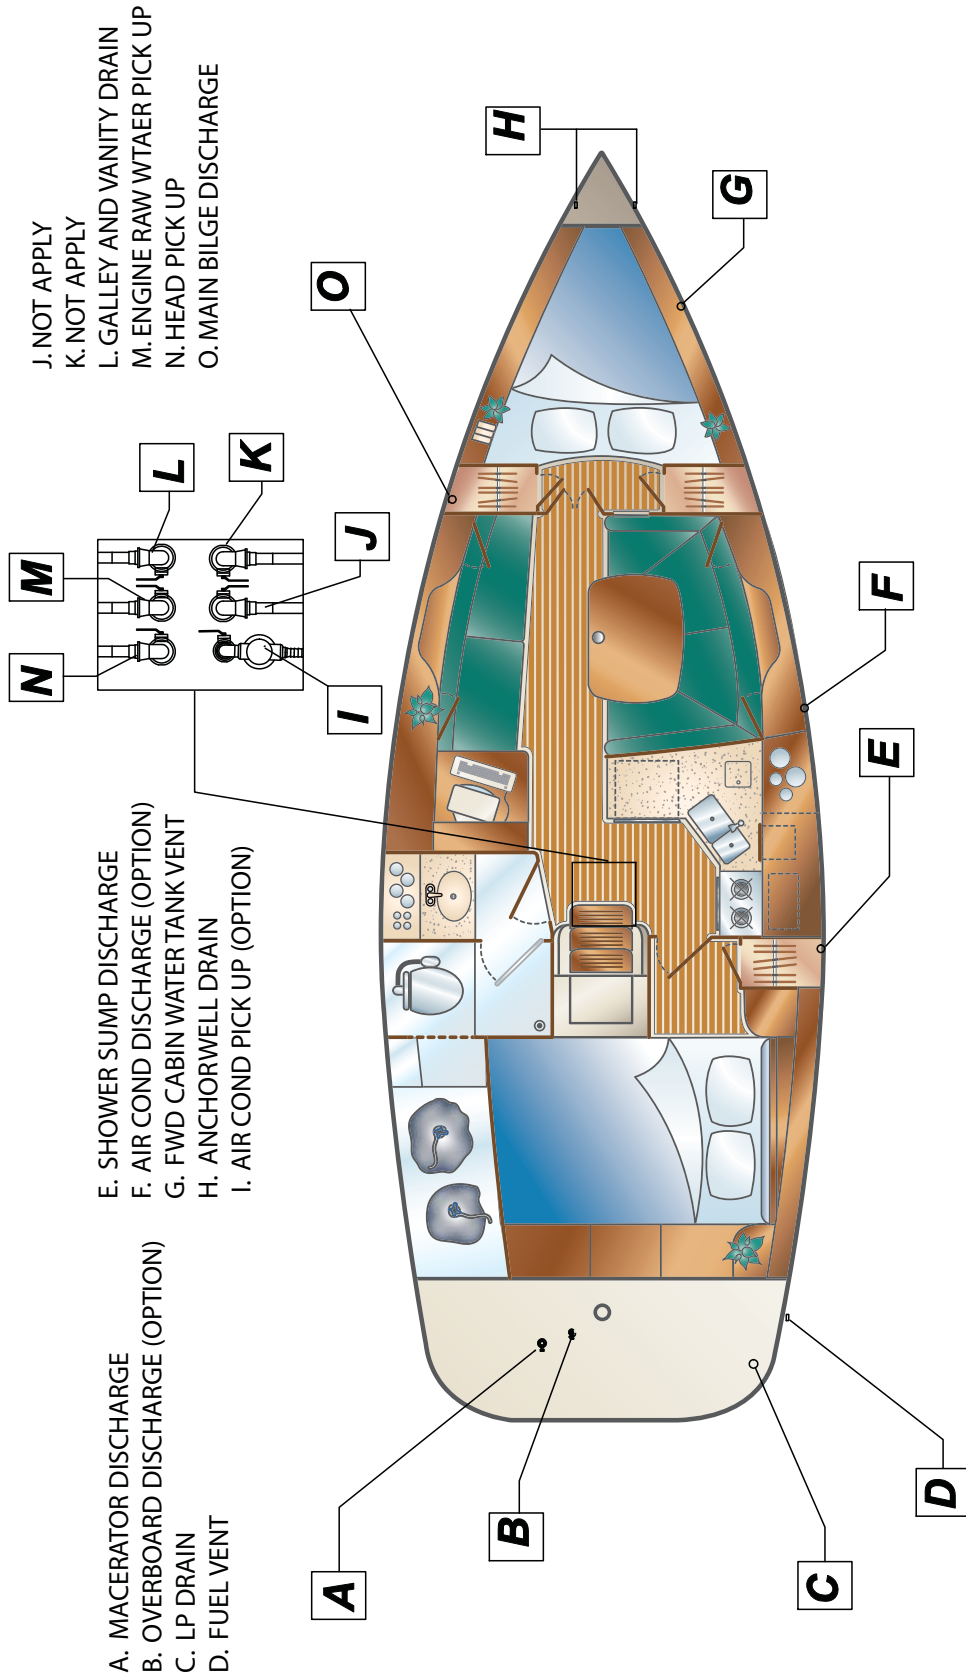 A. MACERATOR DISCHARGE
B. OVERBOARD DISCHARGE (OPTION)
C. LP DRAIN
D. FUEL VENT
E. SHOWER SUMP DISCHARGE
F. AIR COND DISCHARGE (OPTION)
G. FWD CABIN WATER TANK VENT
H. ANCHORWELL DRAIN
I. AIR COND PICK UP (OPTION)
J. NOT APPLY
K. NOT APPLY
L. GALLEY AND VANITY DRAIN
M. ENGINE RAW WTAER PICK UP
N. HEAD PICK UP
O. MAIN BILGE DISCHARGE
N
M
L
I
J
K
O
H
G
A
B
C
D
E
F